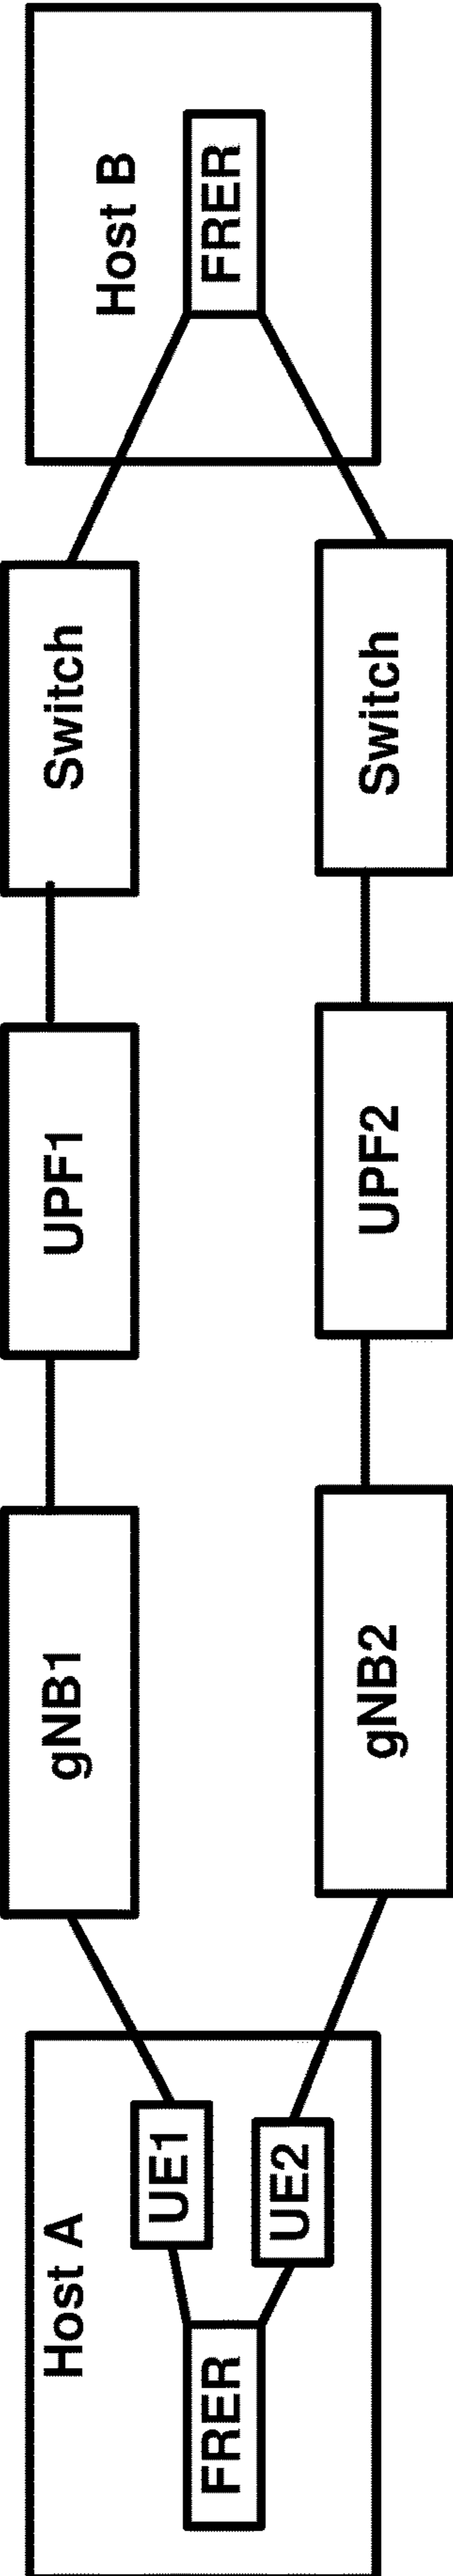 Host A
FRER
UE1
UE2
gNB1
gNB2
UPF1
UPF2
Switch
Switch
Host B
FRER